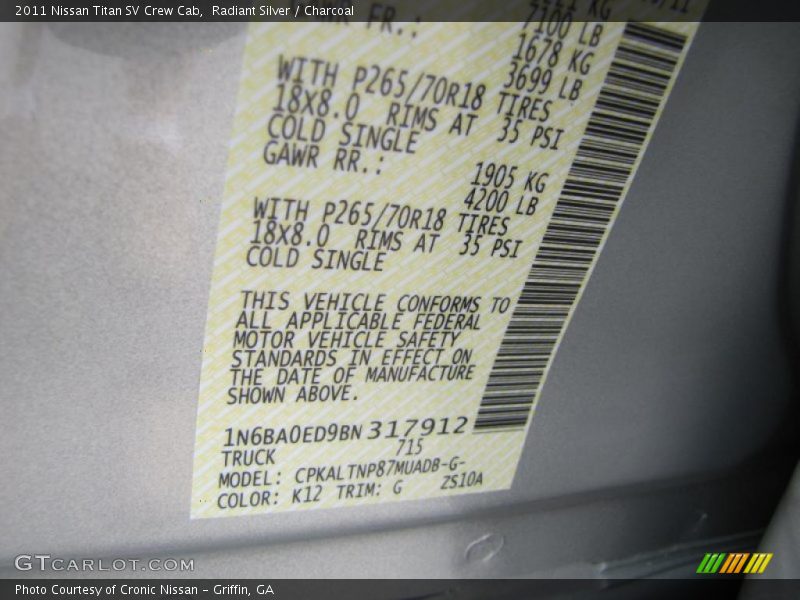 2011 Nissan Titan SV Crew Cab, Radiant Silver / Charcoal
GAWR FR.:
7100 LB
1678 KG
3699 LB
WITH P265/70R18 TIRES
18X8.0 RIMS AT 35 PSI
COLD SINGLE
GAWR RR.:
1905 KG
4200 LB
WITH P265/70R18 TIRES
18X8.0 RIMS AT 35 PSI
COLD SINGLE
THIS VEHICLE CONFORMS TO
ALL APPLICABLE FEDERAL
MOTOR VEHICLE SAFETY
STANDARDS IN EFFECT ON
THE DATE OF MANUFACTURE
SHOWN ABOVE.
1N6BA0ED9BN317912
TRUCK 715
MODEL: CPKALTNP87MUADB-G-
COLOR: K12 TRIM: G ZS10A
GTCARLOT.COM
Photo Courtesy of Cronic Nissan – Griffin, GA